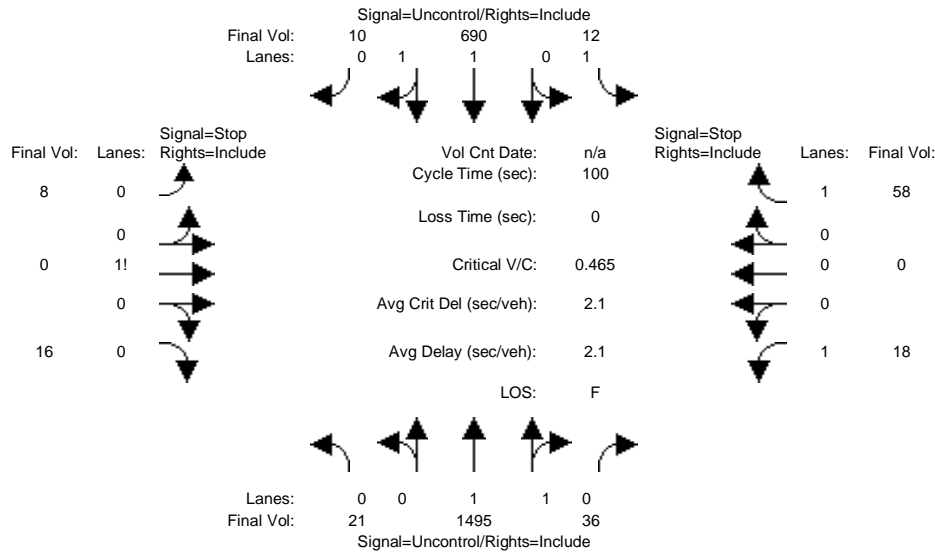 Signal=Uncontrol/Rights=Include
Final Vol: 10 690 12
Lanes: 0 1 1 0 1
Signal=Stop Signal=Stop
Final Vol: Lanes: Rights=Include Vol Cnt Date: n/a Rights=Include Lanes: Final Vol:
Cycle Time (sec): 100
8 0 1 58
Loss Time (sec): 0
0 0
0 1! Critical V/C: 0.465 0 0
0 Avg Crit Del (sec/veh): 2.1 0
16 0 Avg Delay (sec/veh): 2.1 1 18
LOS: F
Lanes: 0 0 1 1 0
Final Vol: 21 1495 36
Signal=Uncontrol/Rights=Include